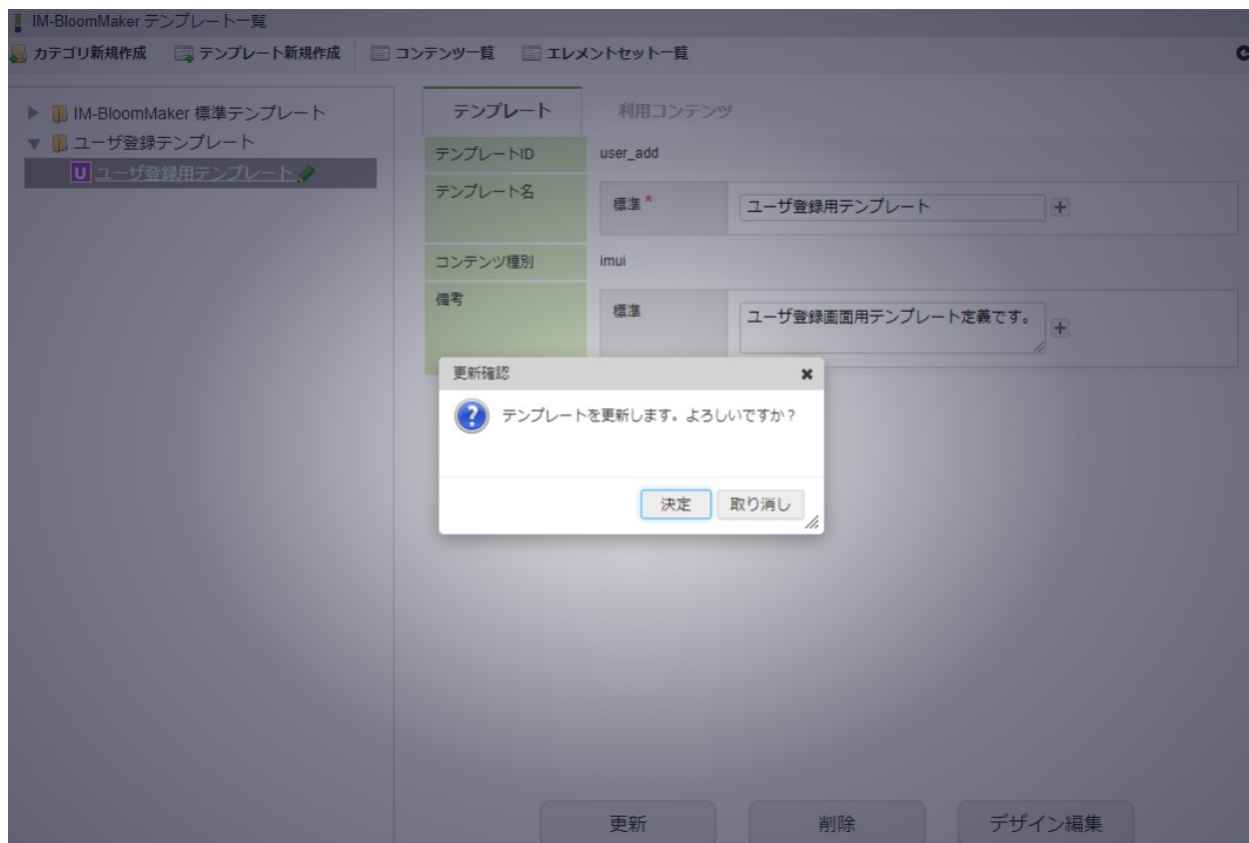 IM-BloomMaker テンプレート一覧
カテゴリ新規作成 テンプレート新規作成 コンテンツ一覧 エレメントセット一覧
IM-BloomMaker 標準テンプレート
ユーザ登録テンプレート
U ユーザ登録用テンプレート
テンプレート 利用コンテンツ
テンプレートID user_add
テンプレート名 標準 * ユーザ登録用テンプレート
コンテンツ種別 imui
備考 標準 ユーザ登録画面用テンプレート定義です。
更新確認
テンプレートを更新します。よろしいですか？
決定 取り消し
更新 削除 デザイン編集